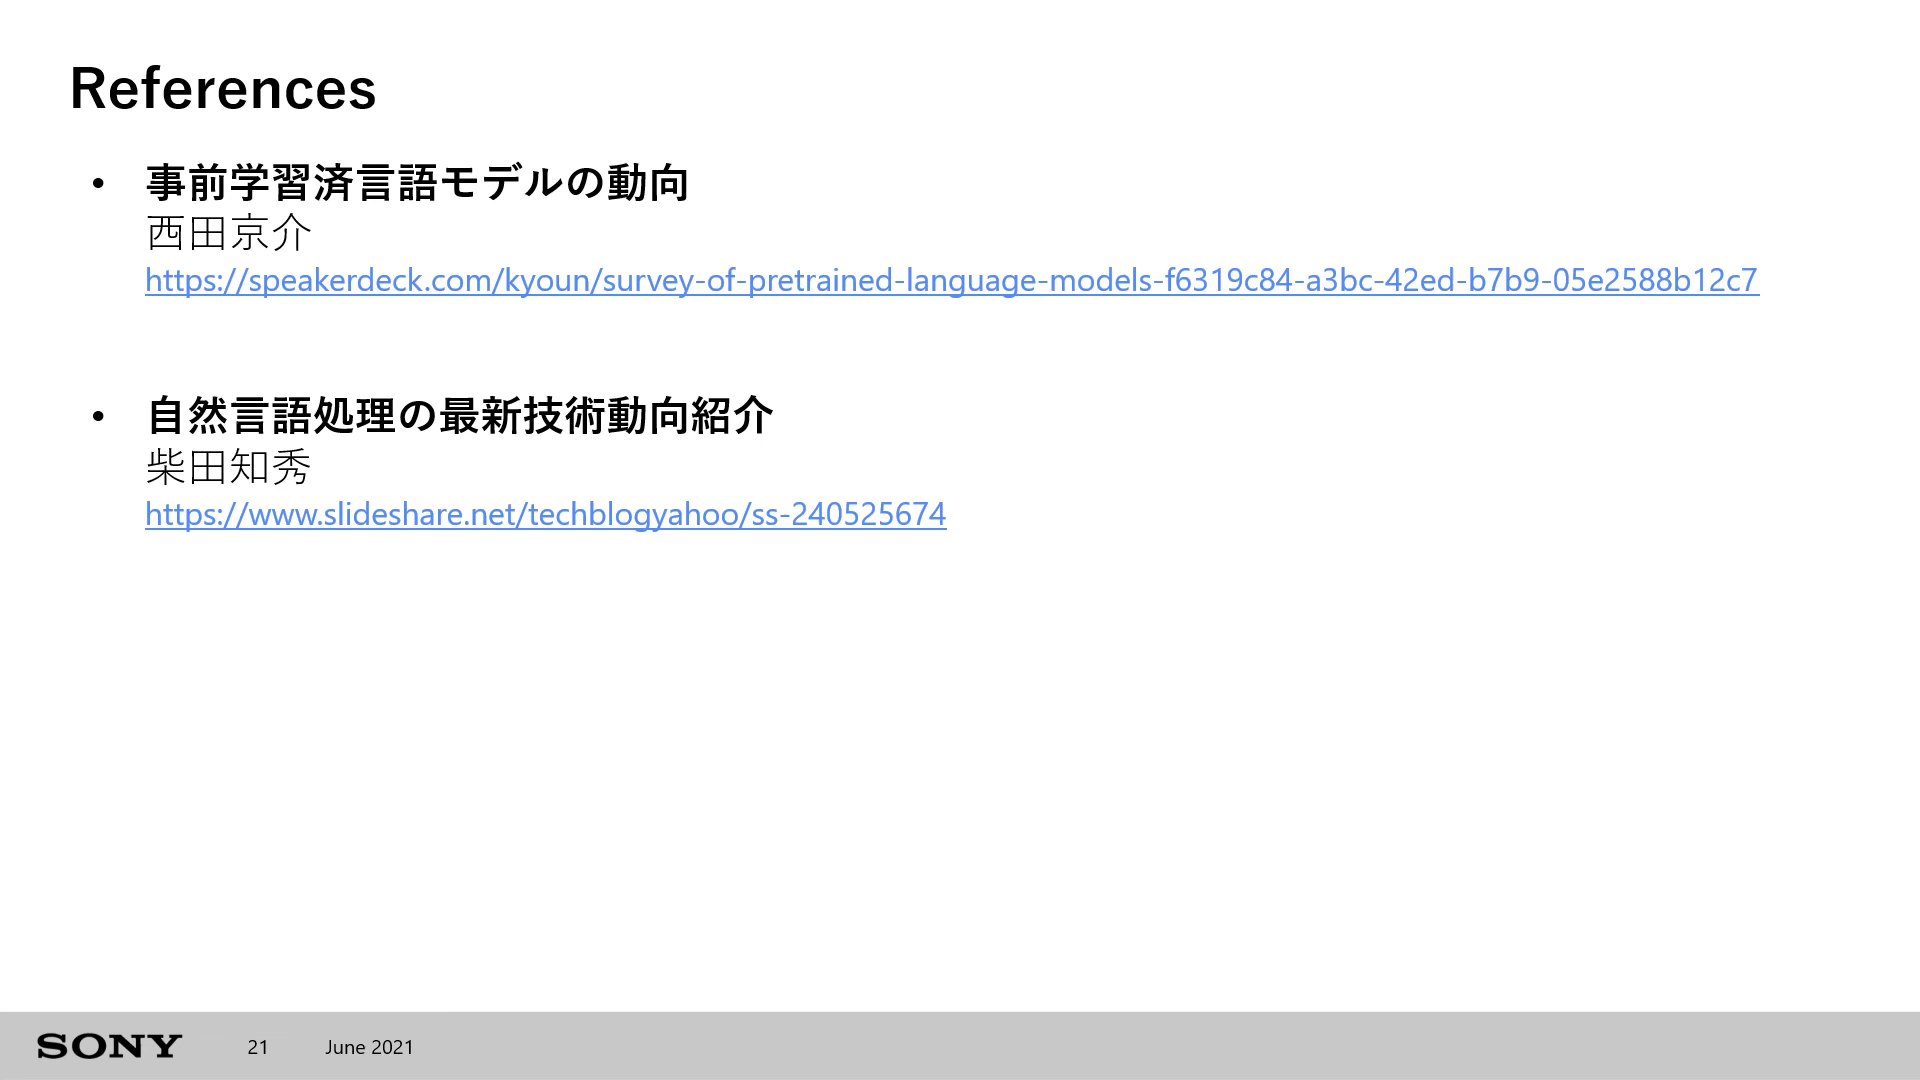 References
• 事前学習済言語モデルの動向
西田京介
https://speakerdeck.com/kyoun/survey-of-pretrained-language-models-f6319c84-a3bc-42ed-b7b9-05e2588b12c7
• 自然言語処理の最新技術動向紹介
柴田知秀
https://www.slideshare.net/techblogyahoo/ss-240525674
SONY 21 June 2021